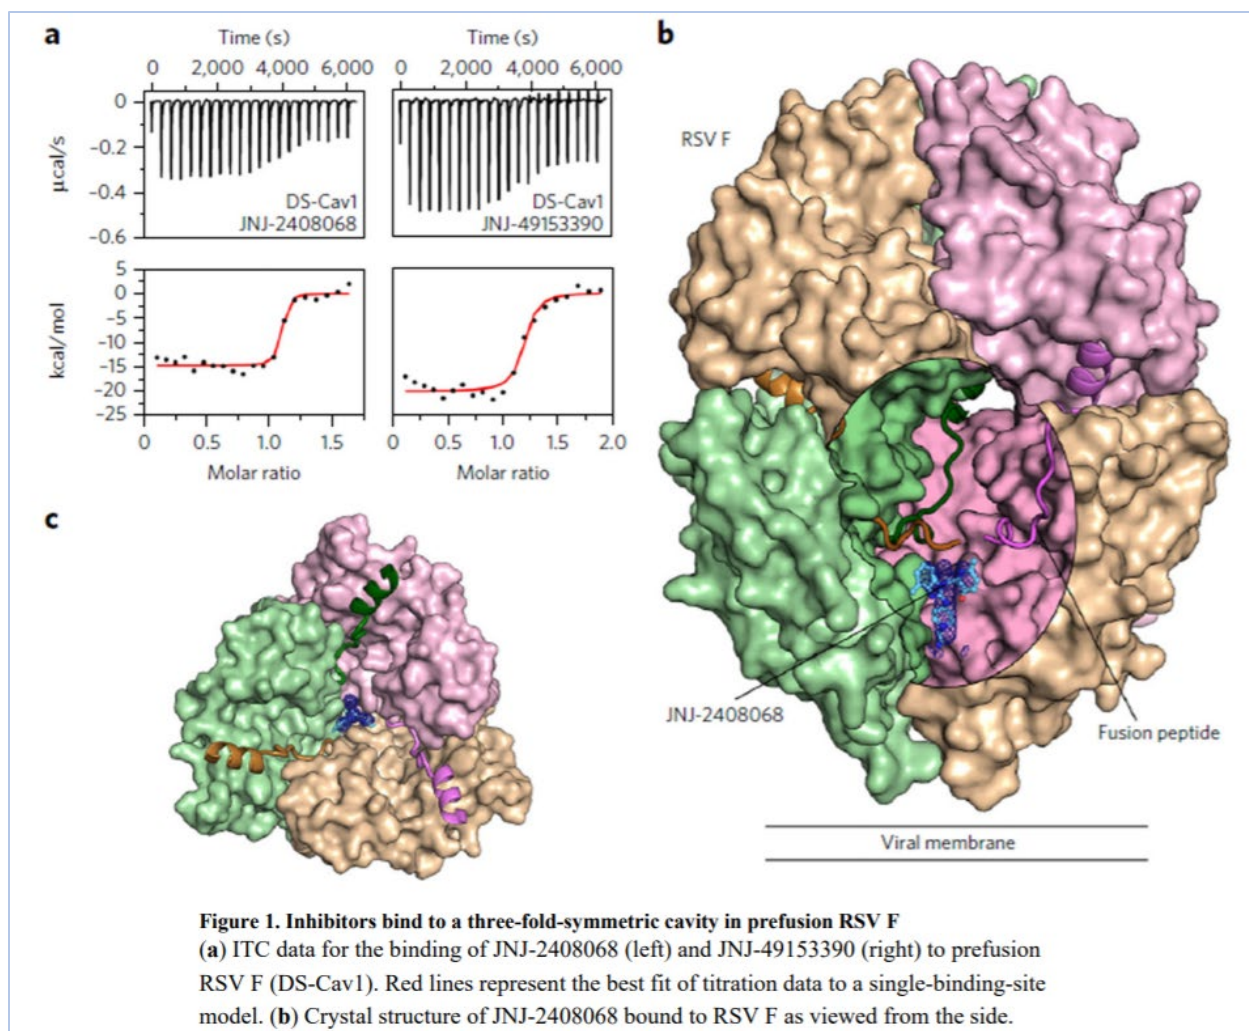 a
Time (s)
0 2,000 4,000 6,000
0
−0.2
−0.4
−0.6
μcal/s
DS-Cav1
JNJ-2408068
Time (s)
0 2,000 4,000 6,000
DS-Cav1
JNJ-49153390
5
0
−5
−10
−15
−20
−25
kcal/mol
0 0.5 1.0 1.5
Molar ratio
0 0.5 1.0 1.5 2.0
Molar ratio
b
RSV F
JNJ-2408068
Fusion peptide
Viral membrane
c
Figure 1. Inhibitors bind to a three-fold-symmetric cavity in prefusion RSV F
(a) ITC data for the binding of JNJ-2408068 (left) and JNJ-49153390 (right) to prefusion
RSV F (DS-Cav1). Red lines represent the best fit of titration data to a single-binding-site
model. (b) Crystal structure of JNJ-2408068 bound to RSV F as viewed from the side.